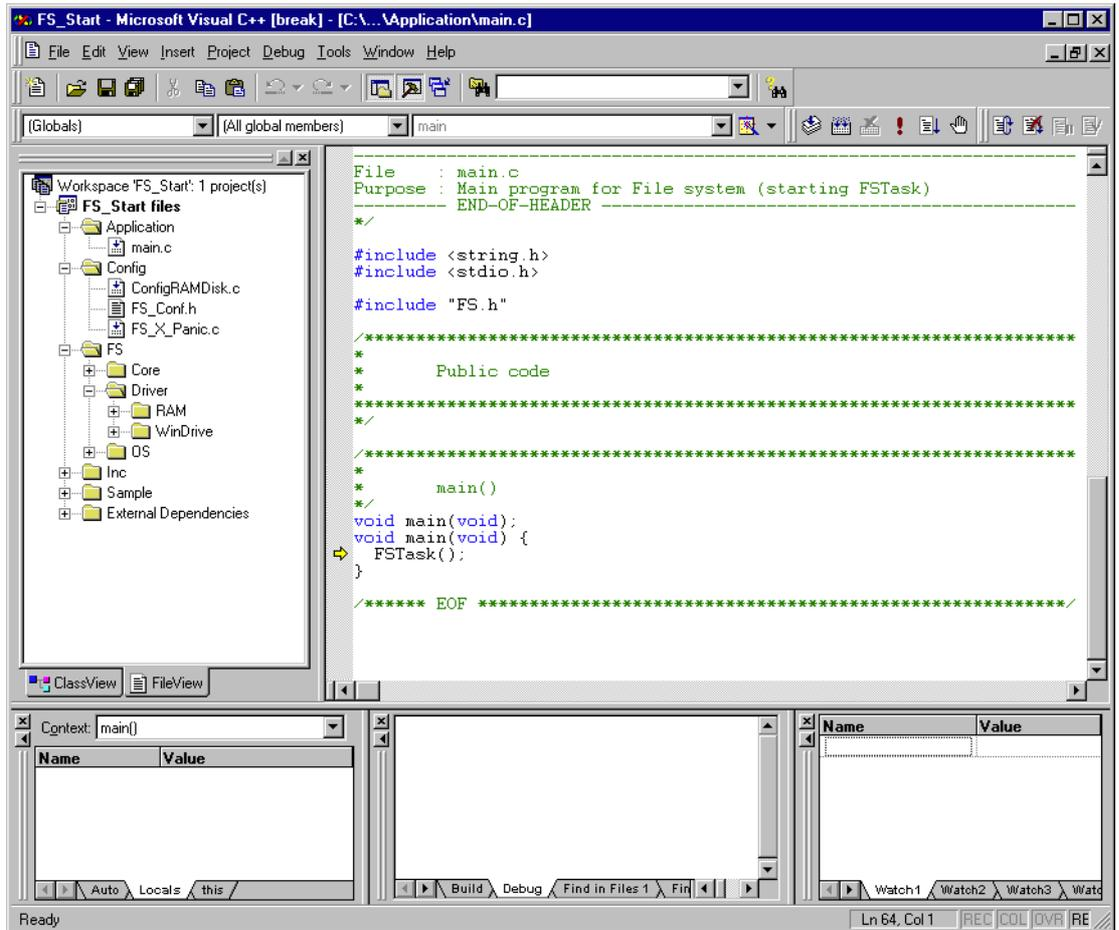 FS_Start - Microsoft Visual C++ [break] - [C:\...\Application\main.c]
File Edit View Insert Project Debug Tools Window Help
(Globals) (All global members) main
Workspace 'FS_Start': 1 project(s)
FS_Start files
Application
main.c
Config
ConfigRAMDisk.c
FS_Conf.h
FS_X_Panic.c
FS
Core
Driver
RAM
WinDrive
OS
Inc
Sample
External Dependencies
ClassView FileView
----------------------------------------------------------------------
File    : main.c
Purpose : Main program for File system (starting FSTask)
--------- END-OF-HEADER ----------------------------------------------
*/
#include <string.h>
#include <stdio.h>
#include "FS.h"
/*********************************************************************
*
*       Public code
*
**********************************************************************
*/
/*********************************************************************
*
*       main()
*/
void main(void);
void main(void) {
  FSTask();
}
/****** EOF *********************************************************/
Context: main()
Name Value
Auto Locals this
Build Debug Find in Files 1 Fin
Name Value
Watch1 Watch2 Watch3 Watc
Ready Ln 64, Col 1 REC COL OVR RE